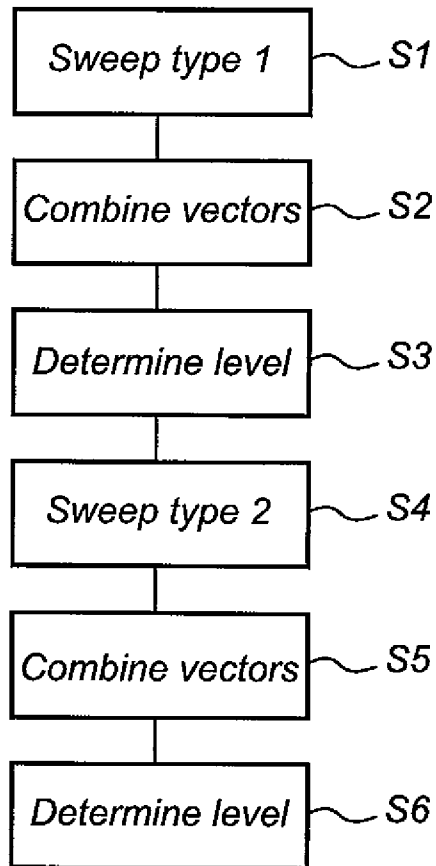 Sweep type 1 S1
Combine vectors S2
Determine level S3
Sweep type 2 S4
Combine vectors S5
Determine level S6